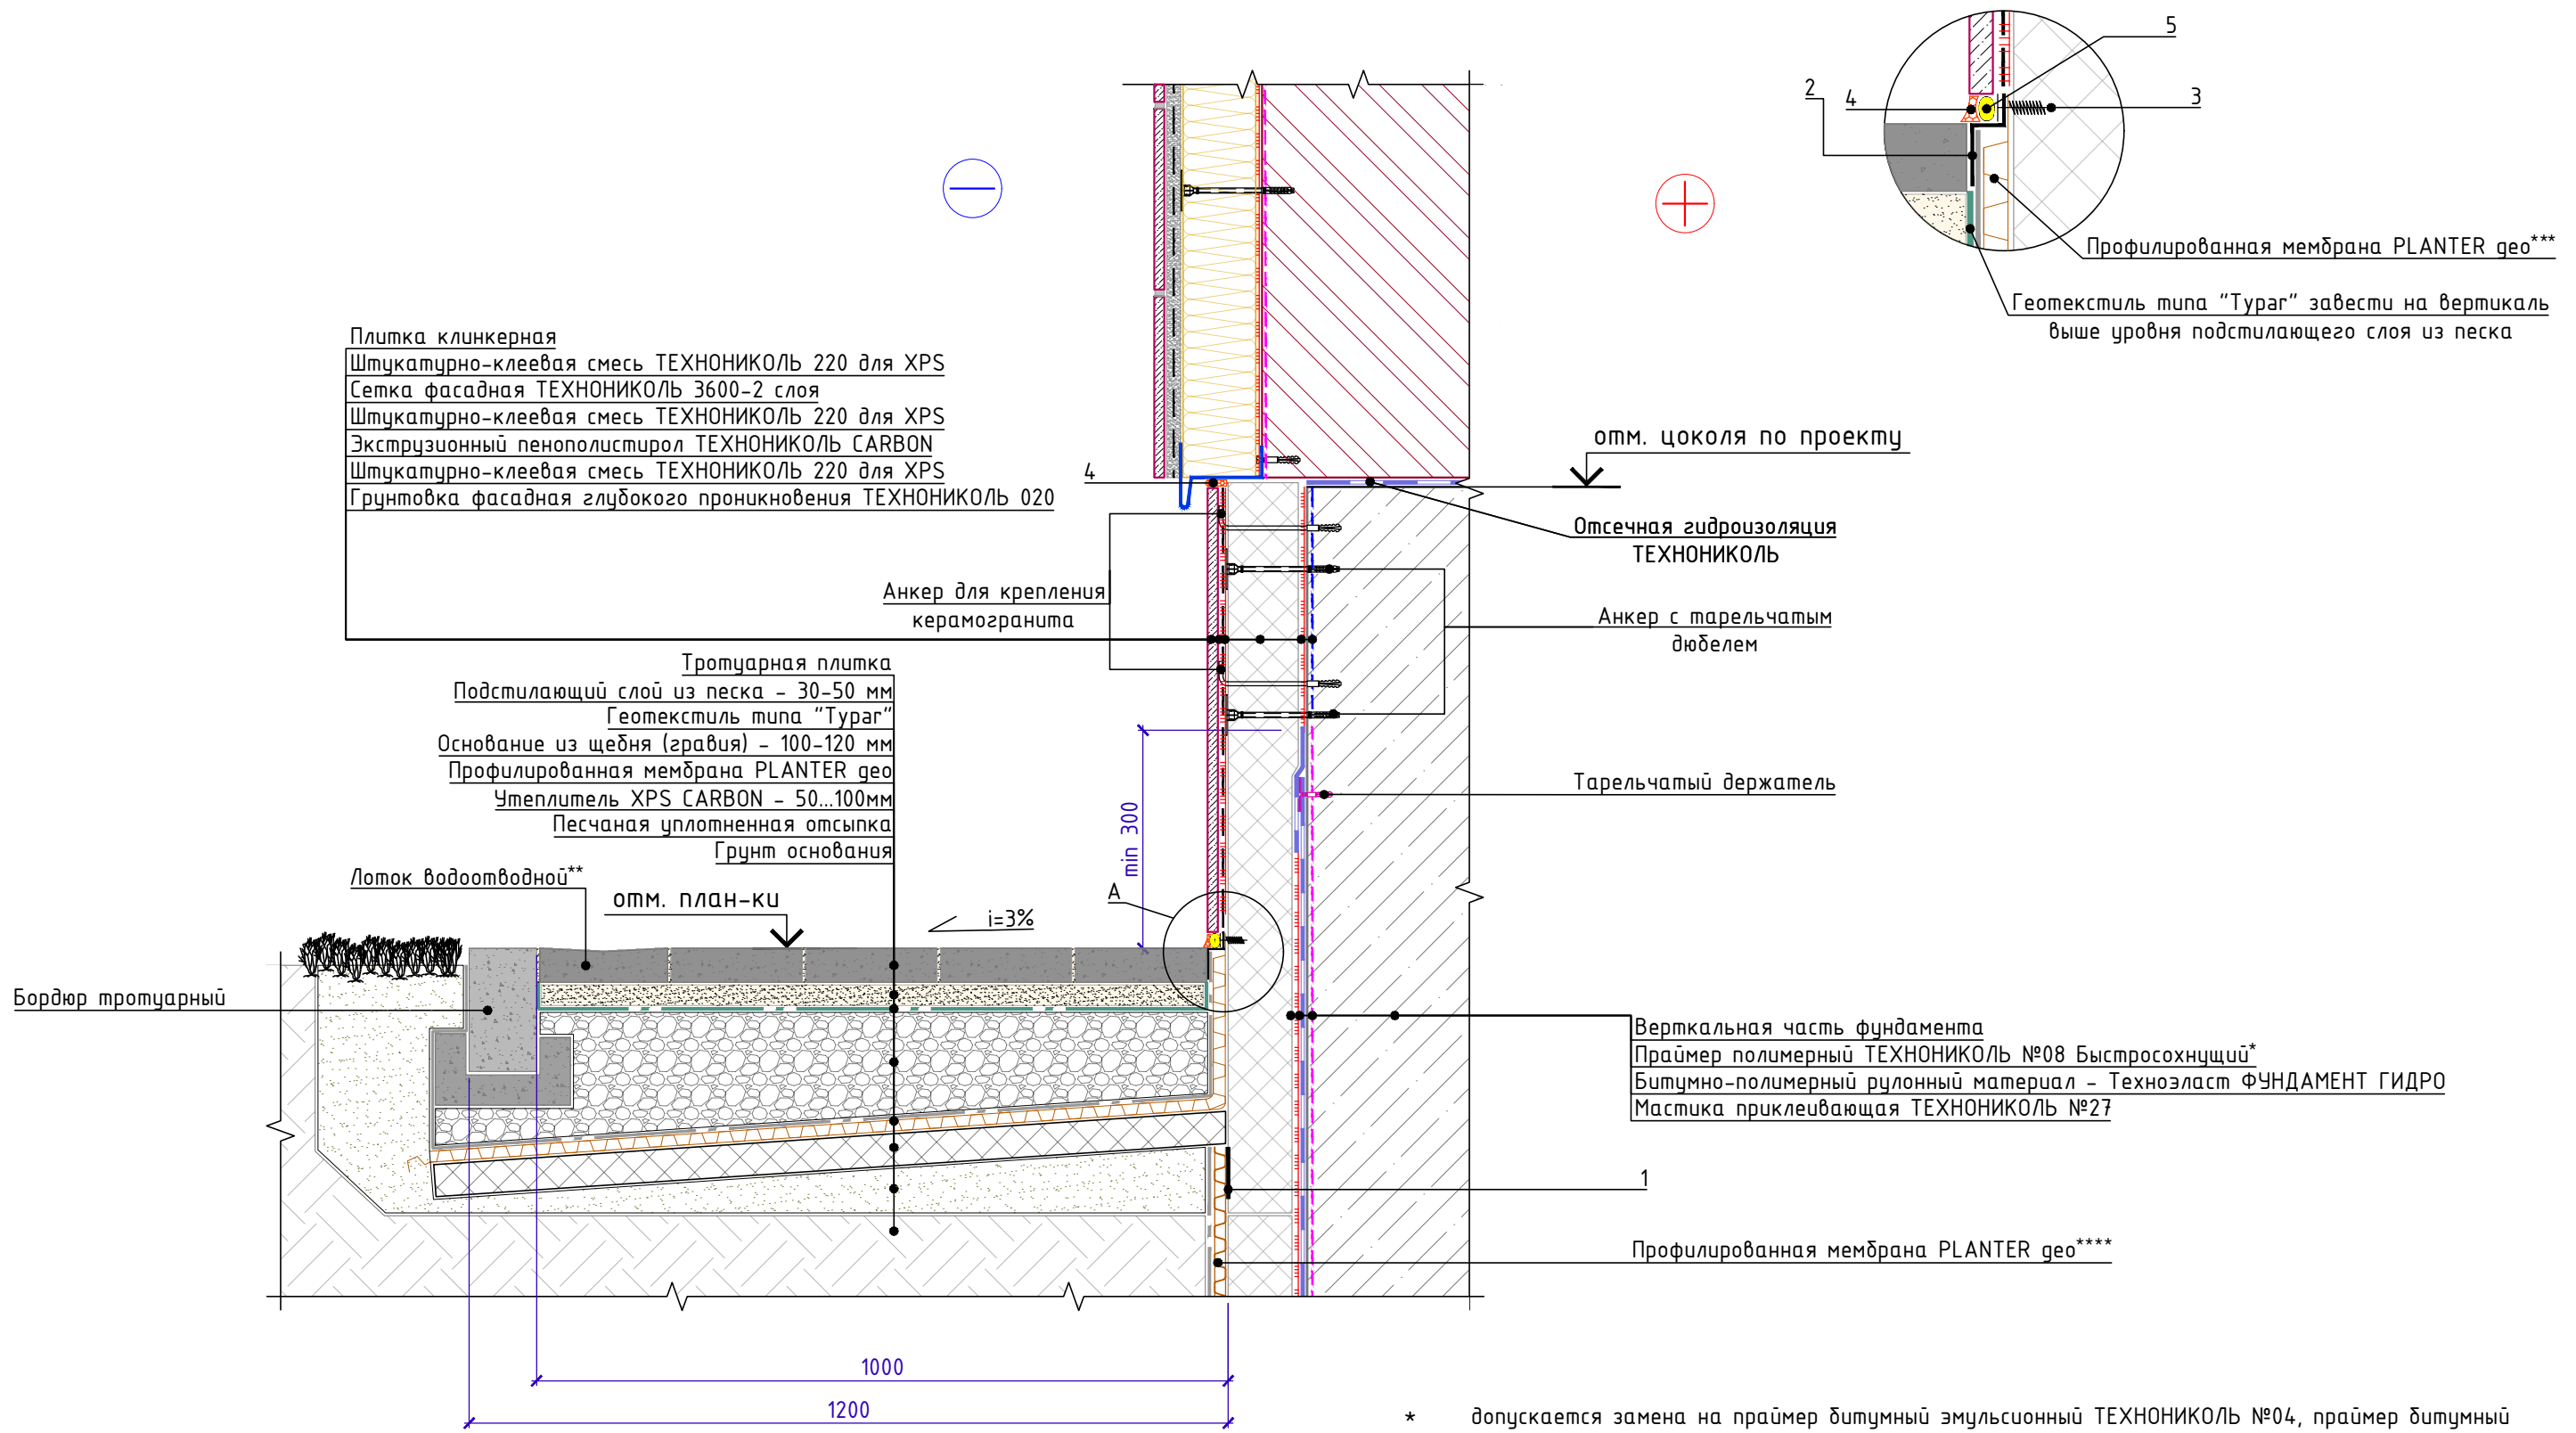 5
2
4
3
Профилированная мембрана PLANTER geo***
Геотекстиль типа "Typar" завести на вертикаль
выше уровня подстилающего слоя из песка
Плитка клинкерная
Штукатурно-клеевая смесь ТЕХНОНИКОЛЬ 220 для XPS
Сетка фасадная ТЕХНОНИКОЛЬ 3600-2 слоя
Штукатурно-клеевая смесь ТЕХНОНИКОЛЬ 220 для XPS
Экструзионный пенополистирол ТЕХНОНИКОЛЬ CARBON
Штукатурно-клеевая смесь ТЕХНОНИКОЛЬ 220 для XPS
Грунтовка фасадная глубокого проникновения ТЕХНОНИКОЛЬ 020
4
отм. цоколя по проекту
Отсечная гидроизоляция
ТЕХНОНИКОЛЬ
Анкер для крепления
керамогранита
Анкер с тарельчатым
дюбелем
Тротуарная плитка
Подстилающий слой из песка - 30-50 мм
Геотекстиль типа "Typar"
Основание из щебня (гравия) - 100-120 мм
Профилированная мембрана PLANTER geo
Утеплитель XPS CARBON - 50...100мм
Песчаная уплотненная отсыпка
Грунт основания
Тарельчатый держатель
min 300
Лоток водоотводной**
отм. план-ки
i=3%
А
Бордюр тротуарный
Верткальная часть фундамента
Праймер полимерный ТЕХНОНИКОЛЬ №08 Быстросохнущий*
Битумно-полимерный рулонный материал - Техноэласт ФУНДАМЕНТ ГИДРО
Мастика приклеивающая ТЕХНОНИКОЛЬ №27
1
Профилированная мембрана PLANTER geo****
1000
1200
* допускается замена на праймер битумный эмульсионный ТЕХНОНИКОЛЬ №04, праймер битумный